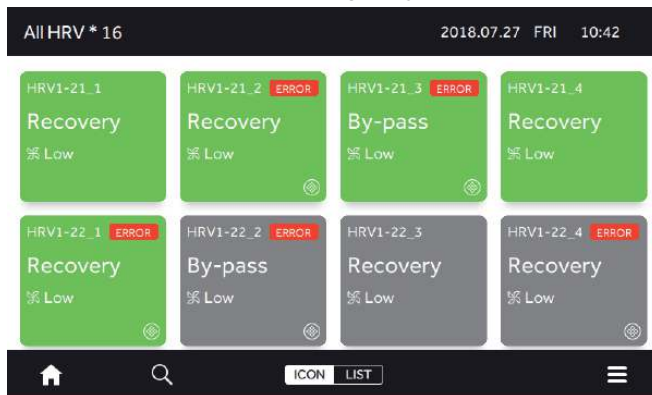 All HRV * 16 2018.07.27 FRI 10:42
HRV1-21_1 HRV1-21_2 ERROR HRV1-21_3 ERROR HRV1-21_4
Recovery Recovery By-pass Recovery
Low Low Low Low
HRV1-22_1 ERROR HRV1-22_2 ERROR HRV1-22_3 HRV1-22_4 ERROR
Recovery By-pass Recovery Recovery
Low Low Low Low
ICON LIST